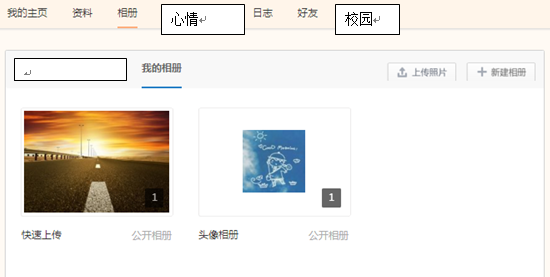 我的主页 资料 相册 心情 日志 好友 校园
我的相册 上传照片 新建相册
1 1
快速上传 公开相册 头像相册 公开相册